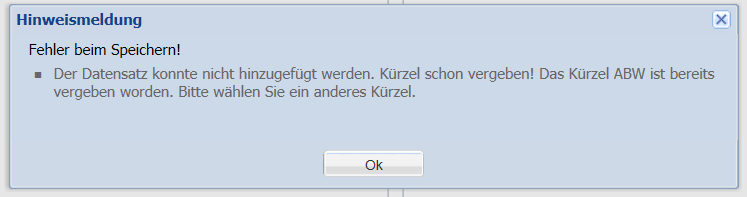 Hinweismeldung
Fehler beim Speichern!
Der Datensatz konnte nicht hinzugefügt werden. Kürzel schon vergeben! Das Kürzel ABW ist bereits
vergeben worden. Bitte wählen Sie ein anderes Kürzel.
Ok